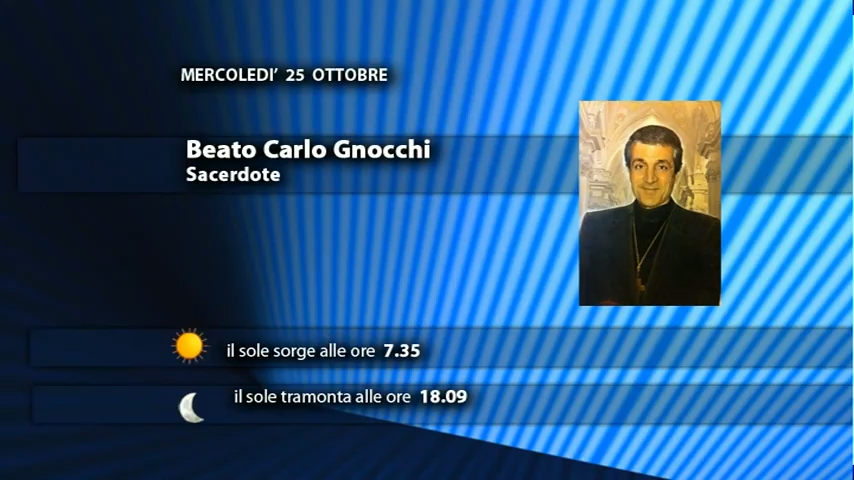 MERCOLEDI' 25 OTTOBRE
Beato Carlo Gnocchi
Sacerdote
il sole sorge alle ore 7.35
il sole tramonta alle ore 18.09